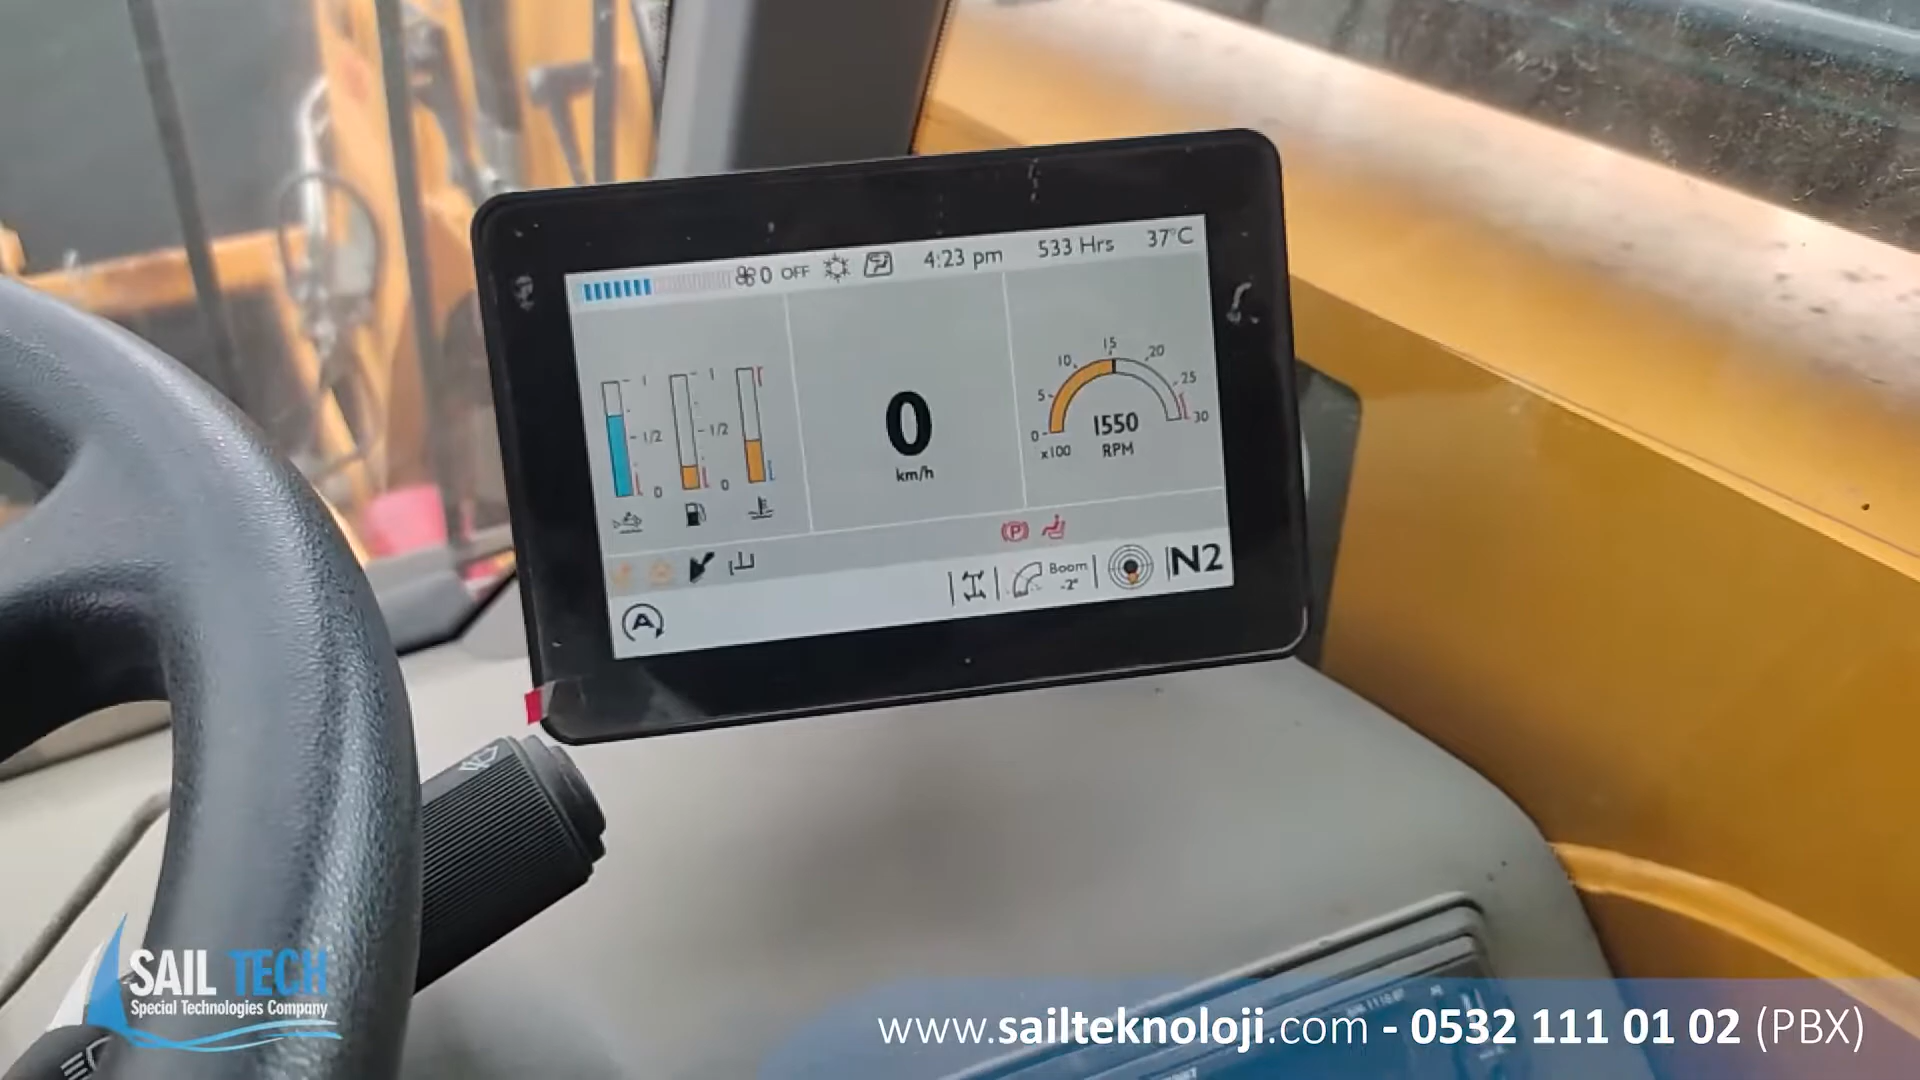 0 OFF 4:23 pm 533 Hrs 37°C
1 1
1/2 1/2
0 0
0
km/h
0 5 10 15 20 25 30
x100
1550
RPM
P
A
Boom
-2°
N2
SAIL TECH
Special Technologies Company
www.sailteknoloji.com - 0532 111 01 02 (PBX)